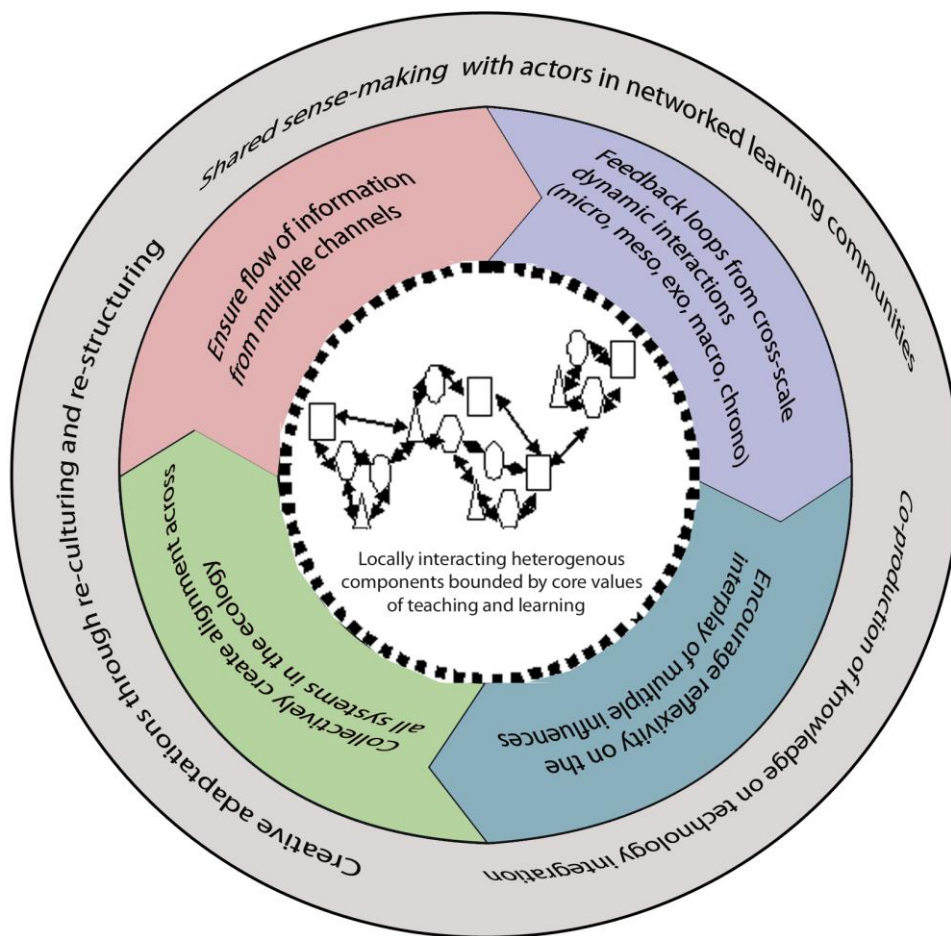 Shared sense-making with actors in networked learning communities
Co-production of knowledge on technology integration
Creative adaptations through re-culturing and re-structuring
Ensure flow of information
from multiple channels
Feedback loops from cross-scale
dynamic interactions
(micro, meso, exo, macro, chrono)
Encourage reflexivity on the
interplay of multiple influences
Collectively create alignment across
all systems in the ecology
Locally interacting heterogenous
components bounded by core values
of teaching and learning